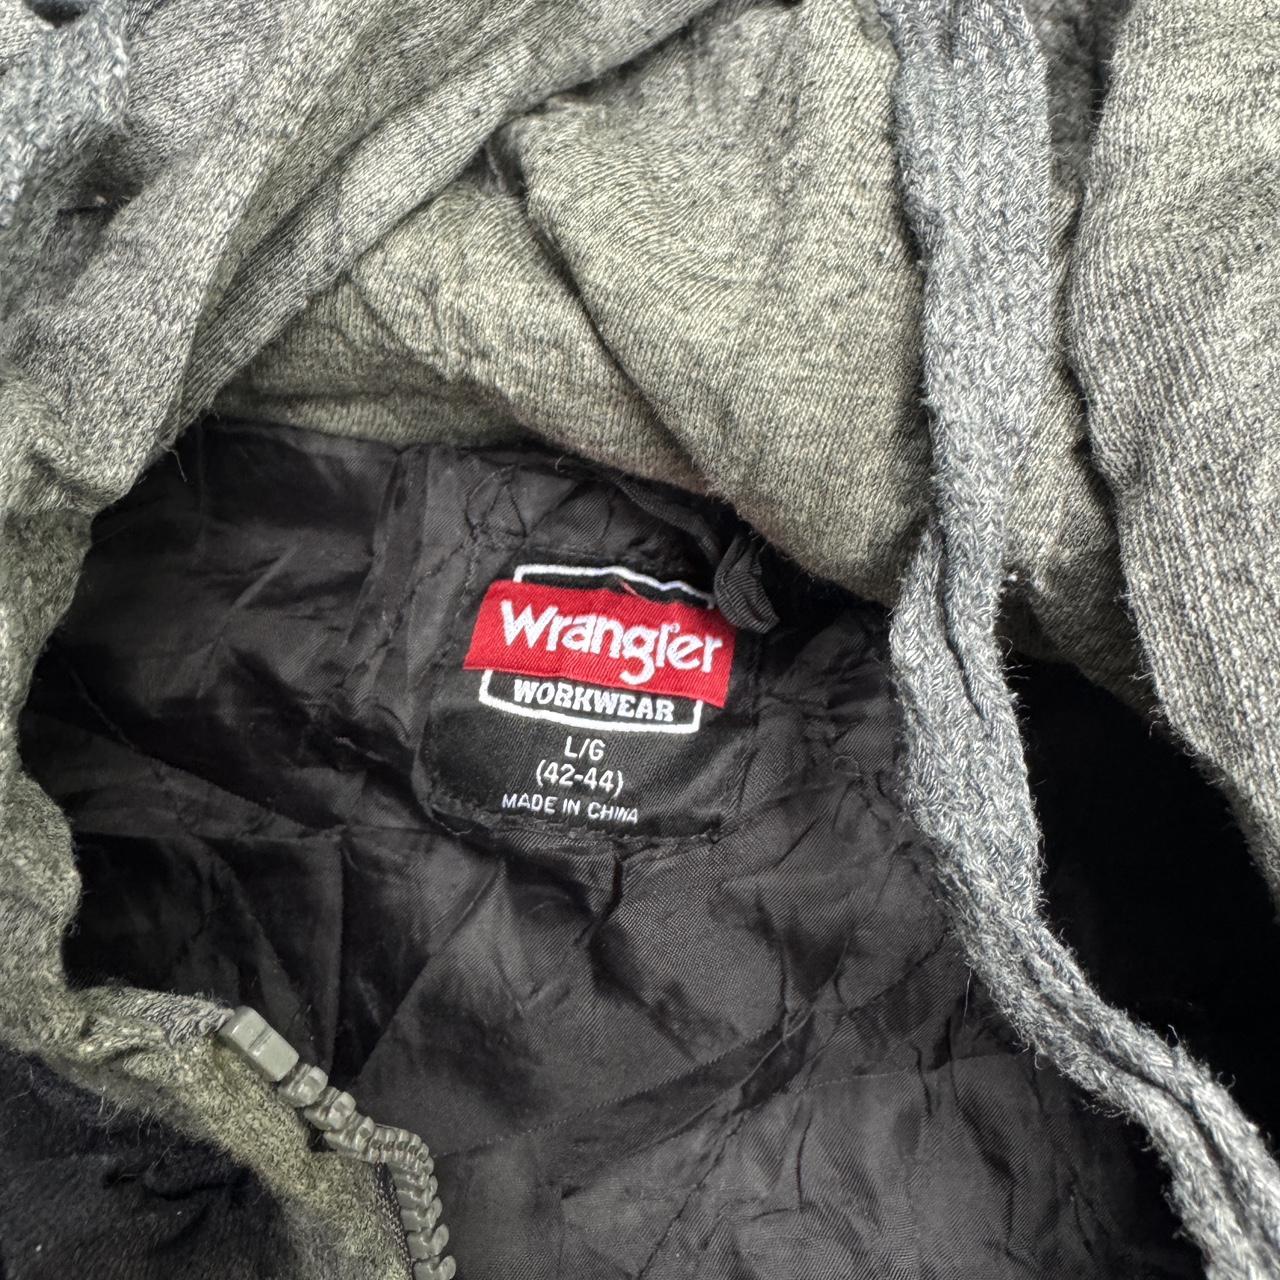 Wrangler
WORKWEAR
L/G
(42-44)
MADE IN CHINA